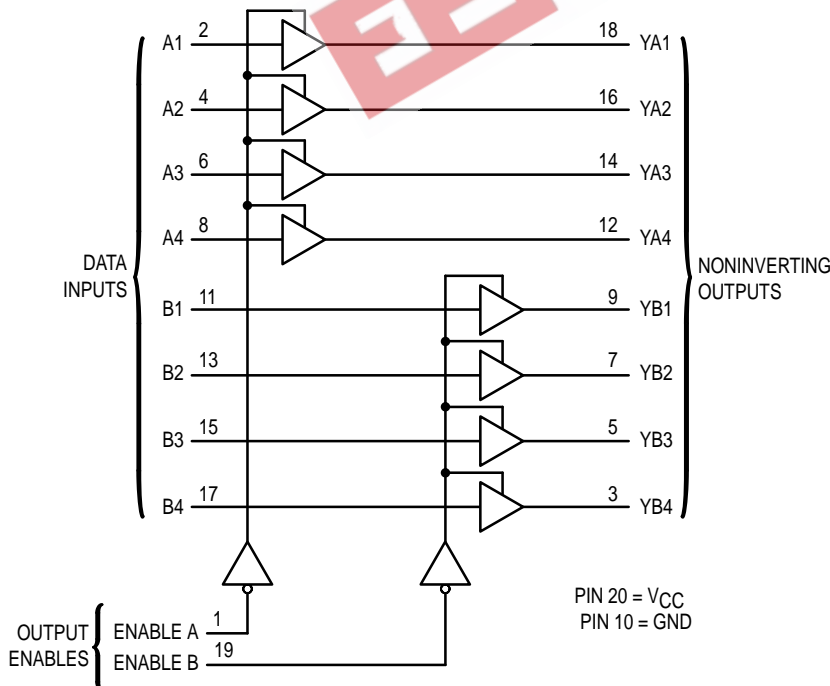 A1 2 18 YA1
A2 4 16 YA2
A3 6 14 YA3
A4 8 12 YA4
DATA
INPUTS
NONINVERTING
OUTPUTS
B1 11 9 YB1
B2 13 7 YB2
B3 15 5 YB3
B4 17 3 YB4
OUTPUT
ENABLES
ENABLE A 1
ENABLE B 19
PIN 20 = VCC
PIN 10 = GND